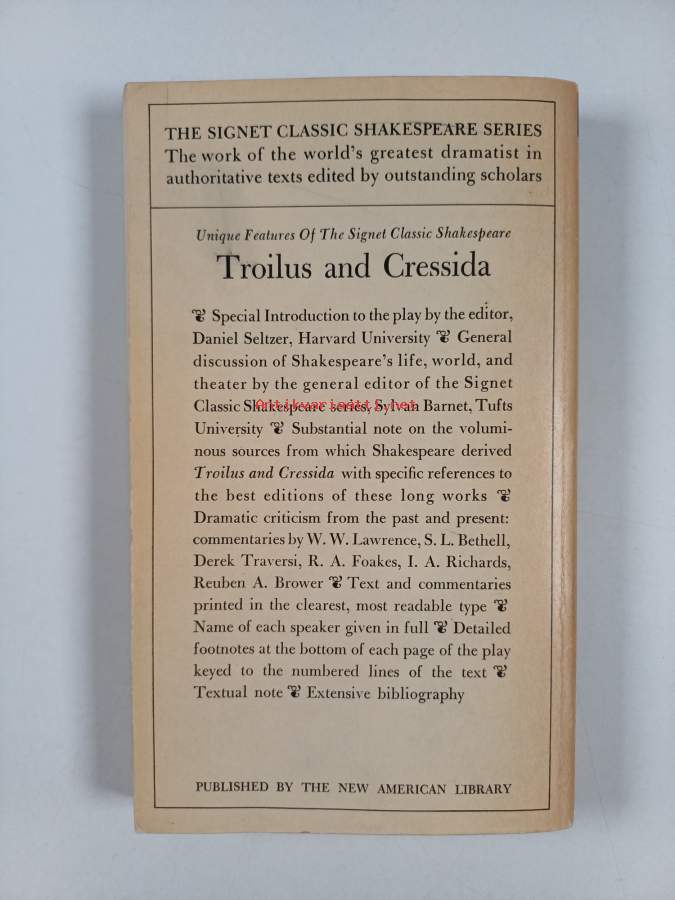 THE SIGNET CLASSIC SHAKESPEARE SERIES
The work of the world's greatest dramatist in
authoritative texts edited by outstanding scholars
Unique Features Of The Signet Classic Shakespeare
Troilus and Cressida
❦ Special Introduction to the play by the editor,
Daniel Seltzer, Harvard University ❦ General
discussion of Shakespeare's life, world, and
theater by the general editor of the Signet
Classic Shakespeare series, Sylvan Barnet, Tufts
University ❦ Substantial note on the volumi-
nous sources from which Shakespeare derived
Troilus and Cressida with specific references to
the best editions of these long works ❦
Dramatic criticism from the past and present:
commentaries by W. W. Lawrence, S. L. Bethell,
Derek Traversi, R. A. Foakes, I. A. Richards,
Reuben A. Brower ❦ Text and commentaries
printed in the clearest, most readable type ❦
Name of each speaker given in full ❦ Detailed
footnotes at the bottom of each page of the play
keyed to the numbered lines of the text ❦
Textual note ❦ Extensive bibliography
PUBLISHED BY THE NEW AMERICAN LIBRARY